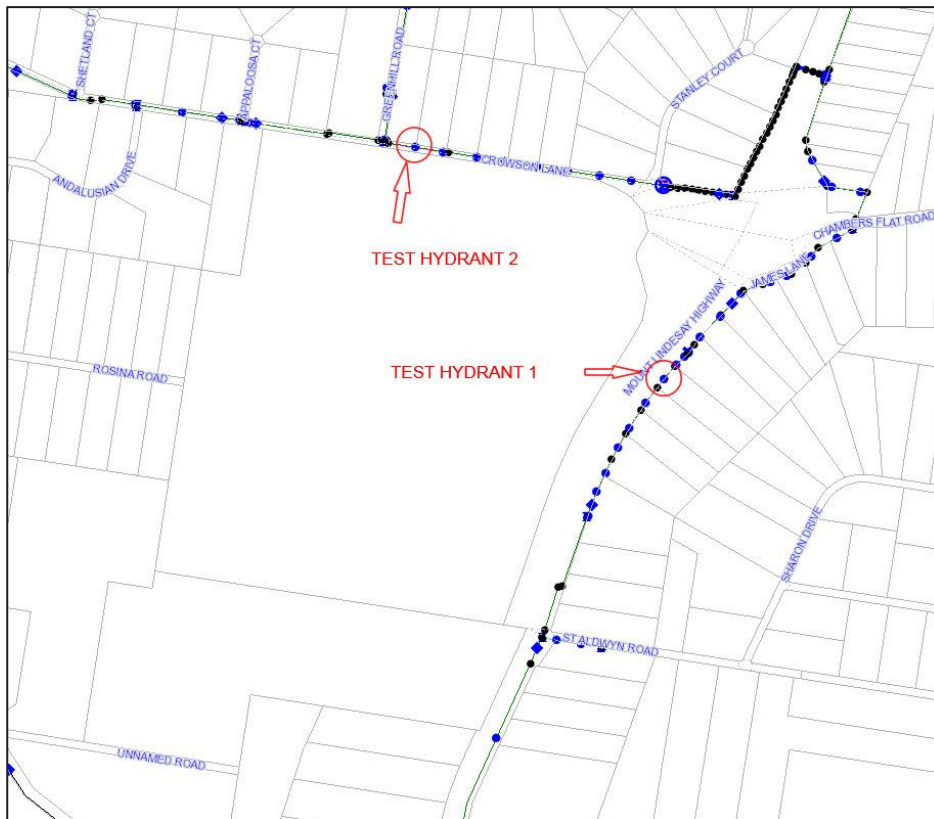 SHETLAND CT
APPALOOSA CT
GREENHILL ROAD
STANLEY COURT
CROWSON LANE
ANDALUSIAN DRIVE
CHAMBERS FLAT ROAD
TEST HYDRANT 2
JAMES LANE
MOUNT LINDESAY HIGHWAY
ROSINA ROAD
TEST HYDRANT 1
SHARON DRIVE
ST ALDWYN ROAD
UNNAMED ROAD